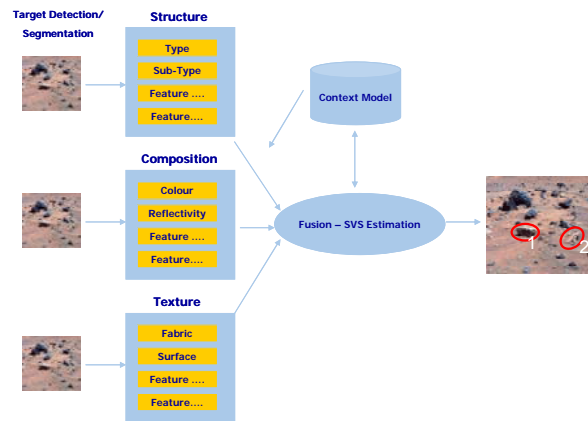 Target Detection/
Segmentation
Structure
Type
Sub-Type
Feature ....
Feature....
Context Model
Composition
Colour
Reflectivity
Feature ....
Feature....
Fusion – SVS Estimation
1
2
Texture
Fabric
Surface
Feature ....
Feature....